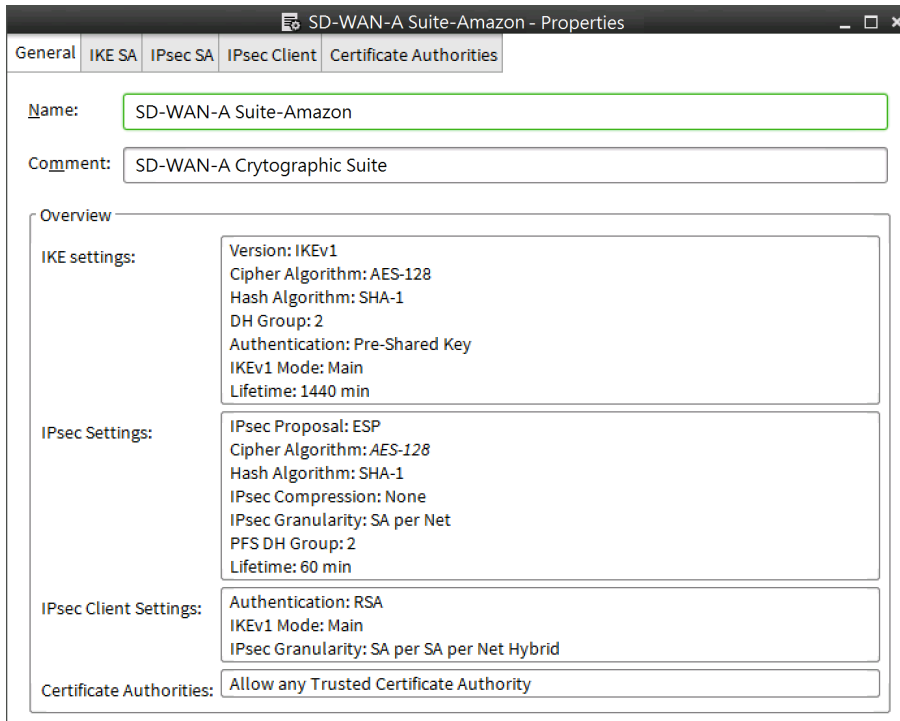 SD-WAN-A Suite-Amazon - Properties
General IKE SA IPsec SA IPsec Client Certificate Authorities
Name: SD-WAN-A Suite-Amazon
Comment: SD-WAN-A Crytographic Suite
Overview
IKE settings: Version: IKEv1
Cipher Algorithm: AES-128
Hash Algorithm: SHA-1
DH Group: 2
Authentication: Pre-Shared Key
IKEv1 Mode: Main
Lifetime: 1440 min
IPsec Settings: IPsec Proposal: ESP
Cipher Algorithm: AES-128
Hash Algorithm: SHA-1
IPsec Compression: None
IPsec Granularity: SA per Net
PFS DH Group: 2
Lifetime: 60 min
IPsec Client Settings: Authentication: RSA
IKEv1 Mode: Main
IPsec Granularity: SA per SA per Net Hybrid
Certificate Authorities: Allow any Trusted Certificate Authority